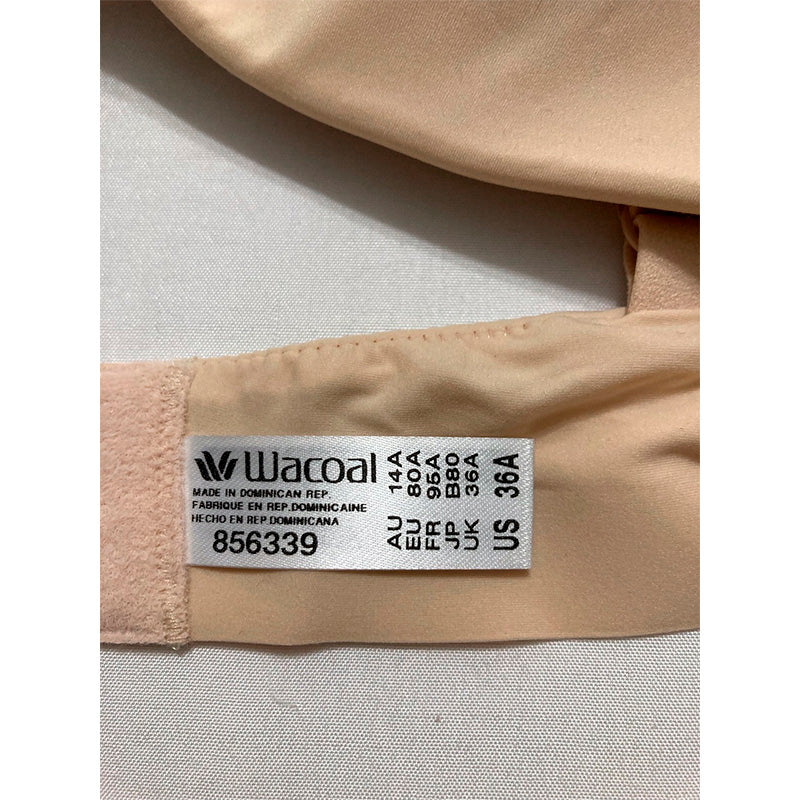 Wacoal
MADE IN DOMINICAN REP.
FABRIQUE EN REP.DOMINICAINE
HECHO EN REP.DOMINICANA
856339
AU 14A
EU 80A
FR 95A
JP B80
UK 36A
US 36A